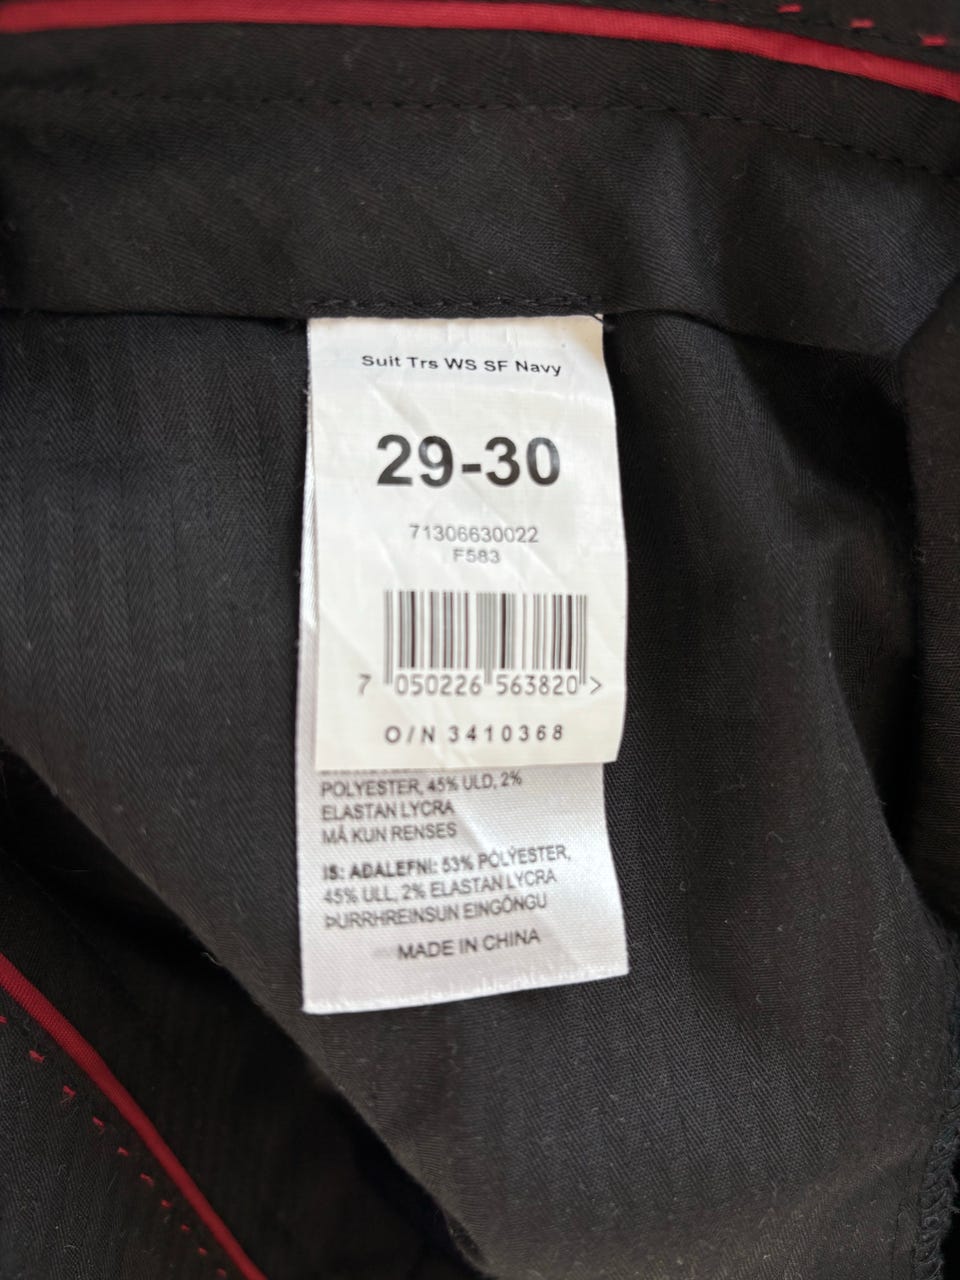 Suit Trs WS SF Navy
29-30
71306630022
F583
7 050226 563820 >
O/N 3410368
POLYESTER, 45% ULD, 2%
ELASTAN LYCRA
MÅ KUN RENSES
IS: AÐALEFNI: 53% PÓLÝESTER,
45% ULL, 2% ELASTAN LYCRA
ÞURRHREINSUN EINGÖNGU
MADE IN CHINA